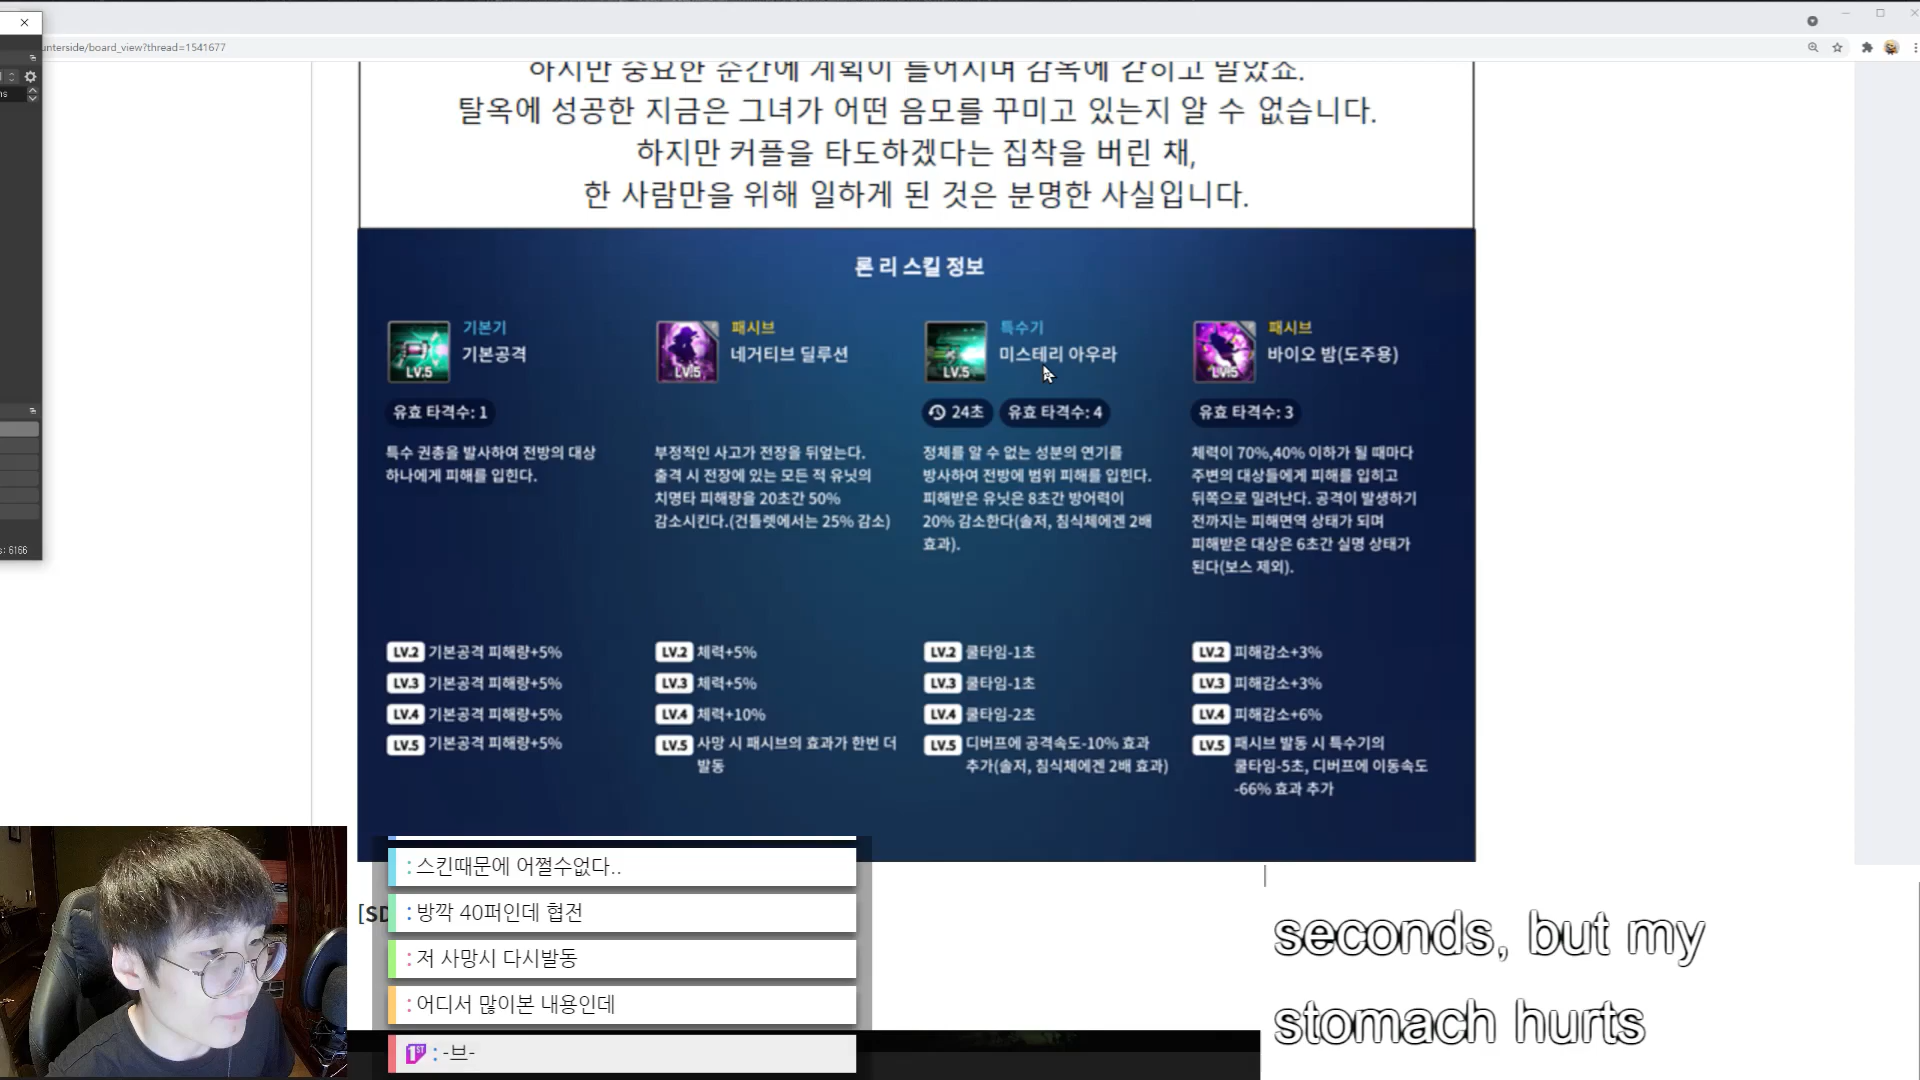 unterside/board_view?thread=1541677
하지만 중요한 순간에 계획이 틀어지며 감옥에 갇히고 말았죠.
탈옥에 성공한 지금은 그녀가 어떤 음모를 꾸미고 있는지 알 수 없습니다.
하지만 커플을 타도하겠다는 집착을 버린 채,
한 사람만을 위해 일하게 된 것은 분명한 사실입니다.
론 리 스킬 정보
기본기
기본공격
LV.5
유효 타격수: 1
특수 권총을 발사하여 전방의 대상
하나에게 피해를 입힌다.
LV.2 기본공격 피해량+5%
LV.3 기본공격 피해량+5%
LV.4 기본공격 피해량+5%
LV.5 기본공격 피해량+5%
패시브
네거티브 딜루션
LV.5
부정적인 사고가 전장을 뒤엎는다.
출격 시 전장에 있는 모든 적 유닛의
치명타 피해량을 20초간 50%
감소시킨다.(건틀렛에서는 25% 감소)
LV.2 체력+5%
LV.3 체력+5%
LV.4 체력+10%
LV.5 사망 시 패시브의 효과가 한번 더
발동
특수기
미스테리 아우라
LV.5
24초 유효 타격수: 4
정체를 알 수 없는 성분의 연기를
방사하여 전방에 범위 피해를 입힌다.
피해받은 유닛은 8초간 방어력이
20% 감소한다(솔저, 침식체에겐 2배
효과).
LV.2 쿨타임-1초
LV.3 쿨타임-1초
LV.4 쿨타임-2초
LV.5 디버프에 공격속도-10% 효과
추가(솔저, 침식체에겐 2배 효과)
패시브
바이오 밤(도주용)
LV.5
유효 타격수: 3
체력이 70%,40% 이하가 될 때마다
주변의 대상들에게 피해를 입히고
뒤쪽으로 밀려난다. 공격이 발생하기
전까지는 피해면역 상태가 되며
피해받은 대상은 6초간 실명 상태가
된다(보스 제외).
LV.2 피해감소+3%
LV.3 피해감소+3%
LV.4 피해감소+6%
LV.5 패시브 발동 시 특수기의
쿨타임-5초, 디버프에 이동속도
-66% 효과 추가
ns
s: 6166
[SD
: 스킨때문에 어쩔수없다..
: 방깍 40퍼인데 협전
: 저 사망시 다시발동
: 어디서 많이본 내용인데
1ST : -브-
seconds, but my
stomach hurts